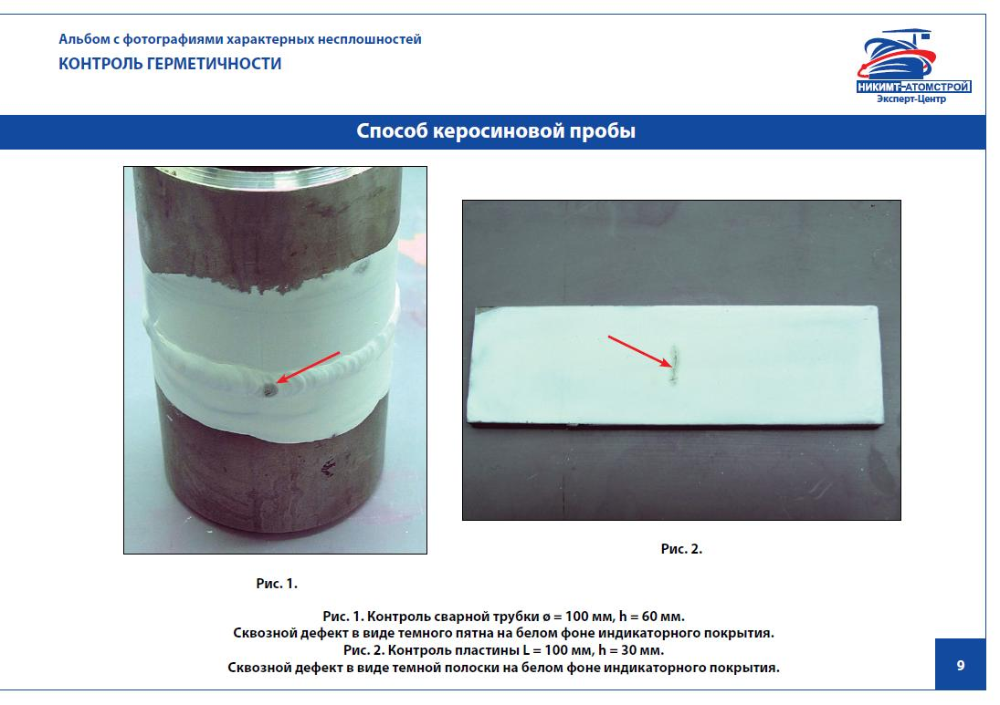 Альбом с фотографиями характерных несплошностей
КОНТРОЛЬ ГЕРМЕТИЧНОСТИ
НИКИМТ-АТОМСТРОЙ
Эксперт-Центр
Способ керосиновой пробы
Рис. 2.
Рис. 1.
Рис. 1. Контроль сварной трубки ø = 100 мм, h = 60 мм.
Сквозной дефект в виде темного пятна на белом фоне индикаторного покрытия.
Рис. 2. Контроль пластины L = 100 мм, h = 30 мм.
Сквозной дефект в виде темной полоски на белом фоне индикаторного покрытия.
9